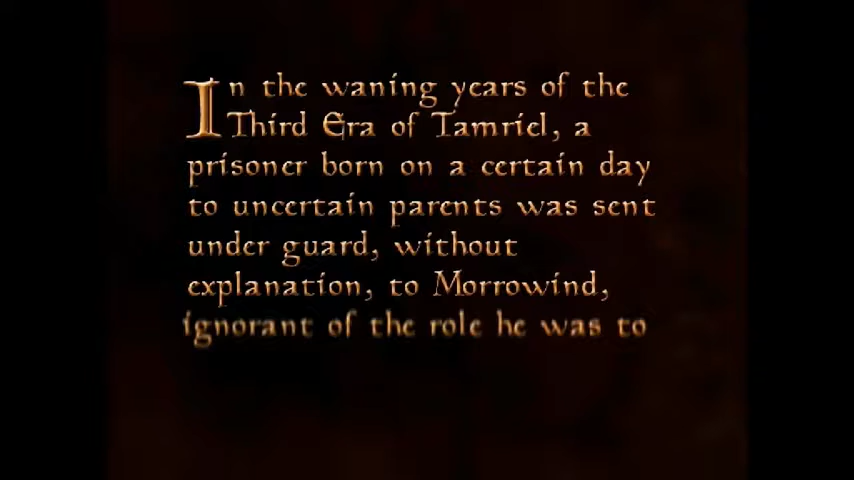 In the waning years of the
Third Era of Tamriel, a
prisoner born on a certain day
to uncertain parents was sent
under guard, without
explanation, to Morrowind,
ignorant of the role he was to